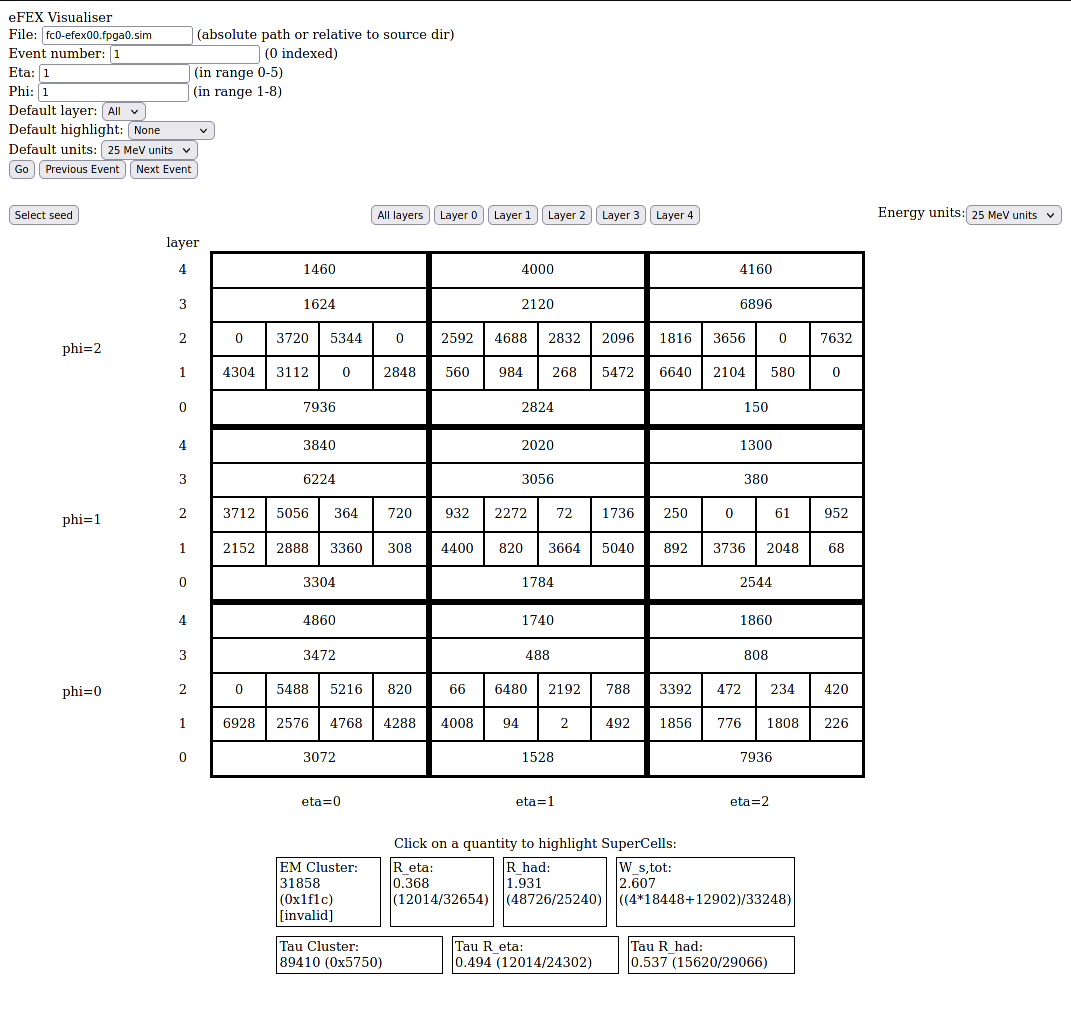 eFEX Visualiser
File: fc0-efex00.fpga0.sim (absolute path or relative to source dir)
Event number: 1 (0 indexed)
Eta: 1 (in range 0-5)
Phi: 1 (in range 1-8)
Default layer: All
Default highlight: None
Default units: 25 MeV units
Go Previous Event Next Event
Select seed All layers Layer 0 Layer 1 Layer 2 Layer 3 Layer 4 Energy units: 25 MeV units
layer
4 1460 4000 4160
3 1624 2120 6896
phi=2
2 0 3720 5344 0 2592 4688 2832 2096 1816 3656 0 7632
1 4304 3112 0 2848 560 984 268 5472 6640 2104 580 0
0 7936 2824 150
4 3840 2020 1300
3 6224 3056 380
phi=1
2 3712 5056 364 720 932 2272 72 1736 250 0 61 952
1 2152 2888 3360 308 4400 820 3664 5040 892 3736 2048 68
0 3304 1784 2544
4 4860 1740 1860
3 3472 488 808
phi=0
2 0 5488 5216 820 66 6480 2192 788 3392 472 234 420
1 6928 2576 4768 4288 4008 94 2 492 1856 776 1808 226
0 3072 1528 7936
eta=0 eta=1 eta=2
Click on a quantity to highlight SuperCells:
EM Cluster:
31858
(0x1f1c)
[invalid]
R_eta:
0.368
(12014/32654)
R_had:
1.931
(48726/25240)
W_s,tot:
2.607
((4*18448+12902)/33248)
Tau Cluster:
89410 (0x5750)
Tau R_eta:
0.494 (12014/24302)
Tau R_had:
0.537 (15620/29066)